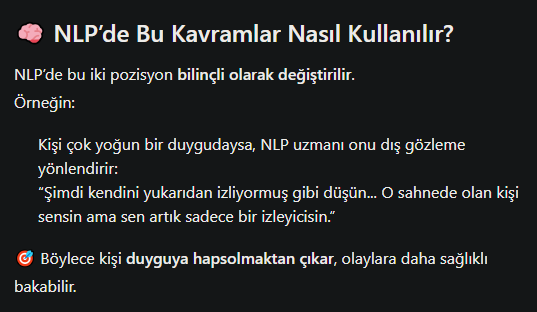 🧠 NLP’de Bu Kavramlar Nasıl Kullanılır?
NLP’de bu iki pozisyon bilinçli olarak değiştirilir.
Örneğin:
Kişi çok yoğun bir duygudaysa, NLP uzmanı onu dış gözleme
yönlendirir:
“Şimdi kendini yukarıdan izliyormuş gibi düşün... O sahnede olan kişi
sensin ama sen artık sadece bir izleyicisin.”
🎯 Böylece kişi duyguya hapsolmaktan çıkar, olaylara daha sağlıklı
bakabilir.